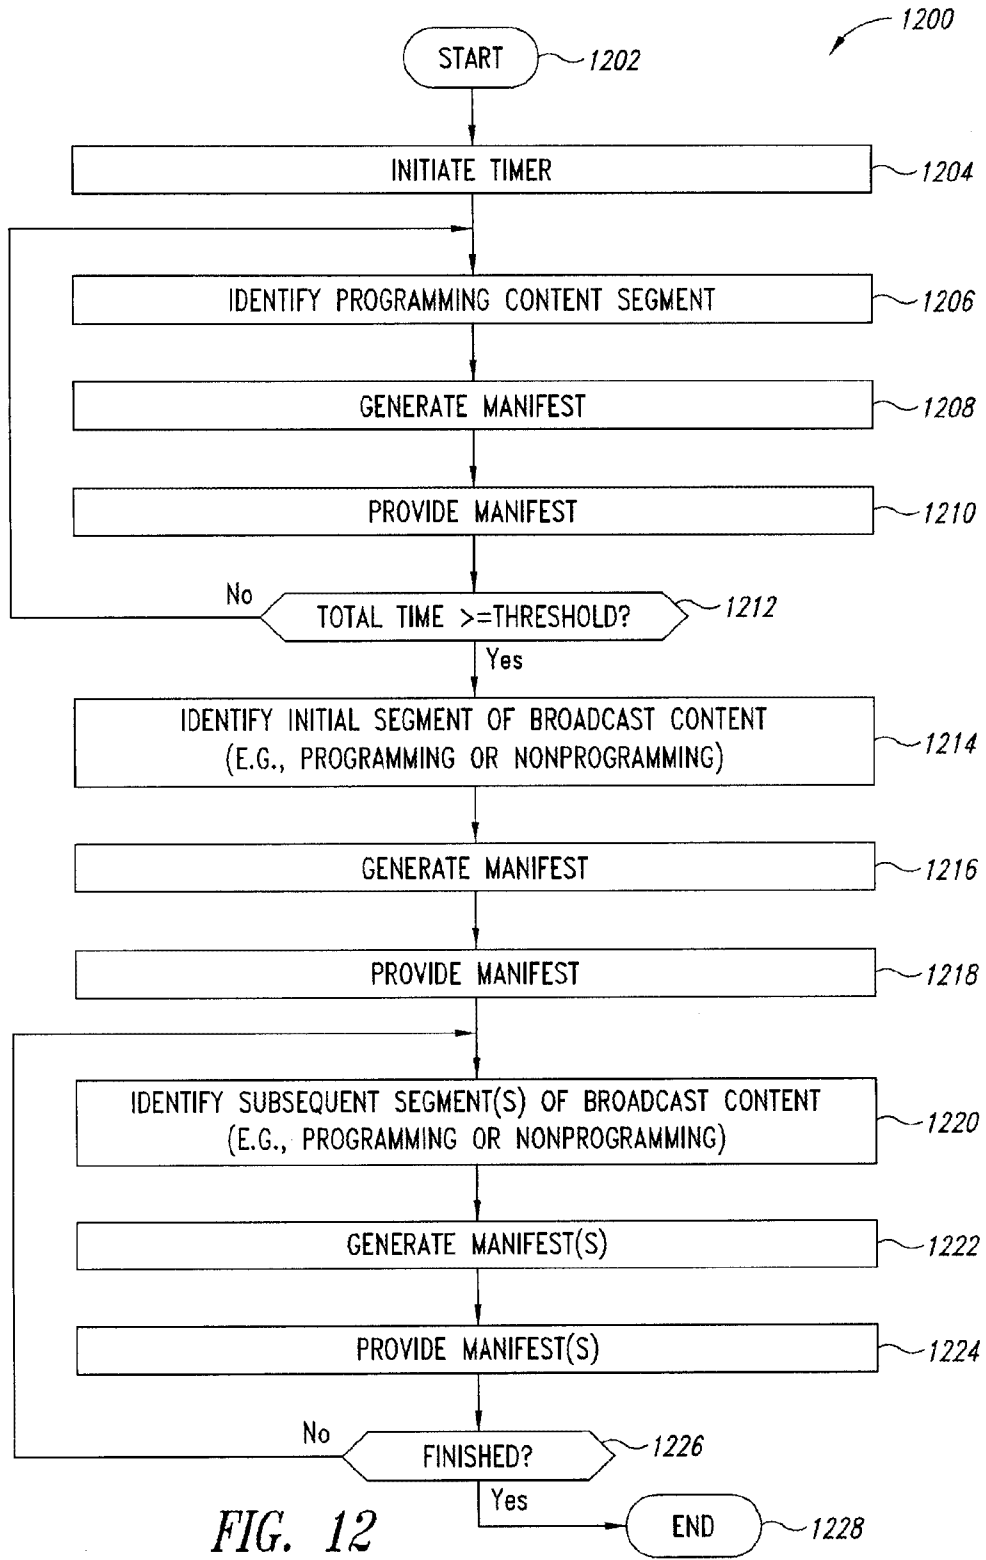 1200
START 1202
INITIATE TIMER 1204
IDENTIFY PROGRAMMING CONTENT SEGMENT 1206
GENERATE MANIFEST 1208
PROVIDE MANIFEST 1210
No
TOTAL TIME >=THRESHOLD? 1212
Yes
IDENTIFY INITIAL SEGMENT OF BROADCAST CONTENT
(E.G., PROGRAMMING OR NONPROGRAMMING) 1214
GENERATE MANIFEST 1216
PROVIDE MANIFEST 1218
IDENTIFY SUBSEQUENT SEGMENT(S) OF BROADCAST CONTENT
(E.G., PROGRAMMING OR NONPROGRAMMING) 1220
GENERATE MANIFEST(S) 1222
PROVIDE MANIFEST(S) 1224
No
FINISHED? 1226
Yes
END 1228
FIG. 12